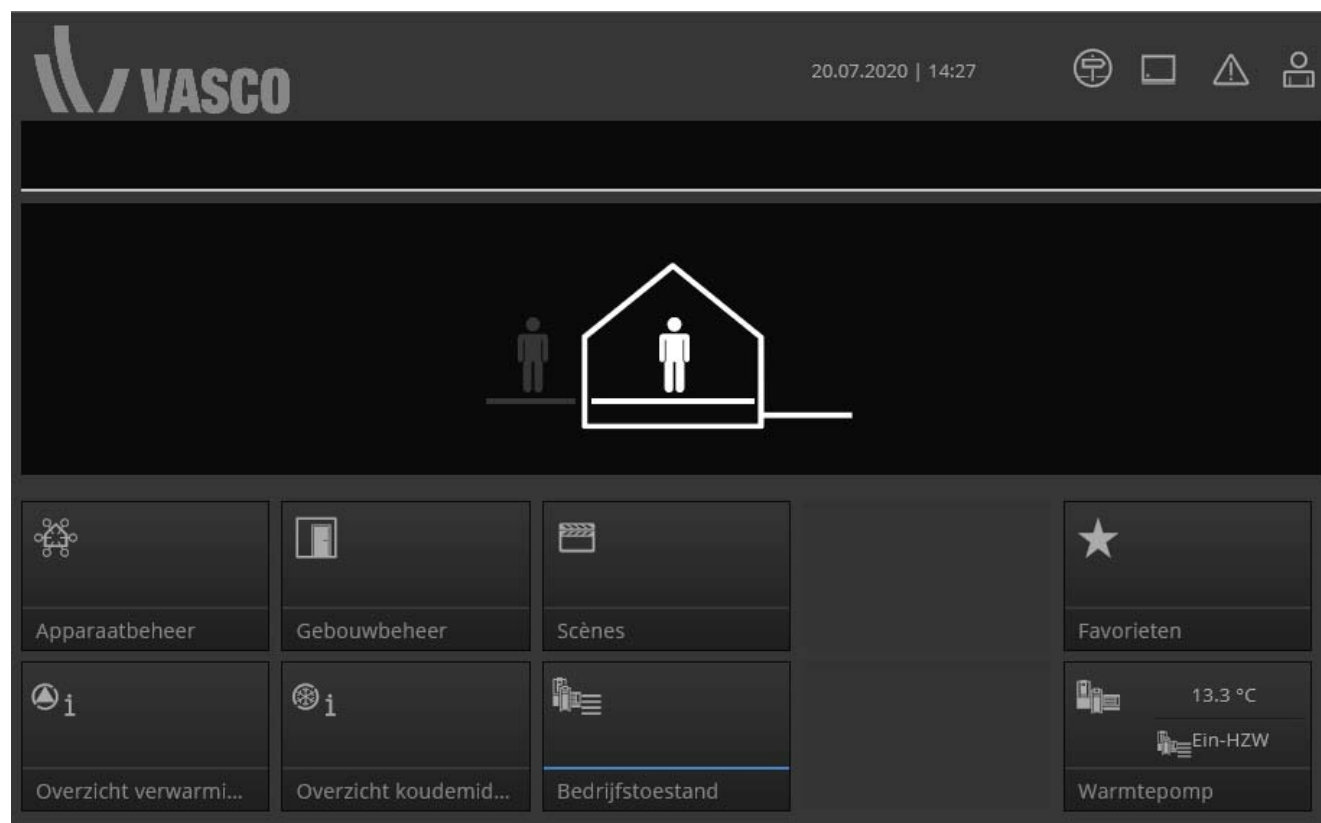 VASCO
20.07.2020 | 14:27
Apparaatbeheer
Gebouwbeheer
Scènes
Favorieten
i
i
13.3 °C
Ein-HZW
Overzicht verwarmi...
Overzicht koudemid...
Bedrijfstoestand
Warmtepomp